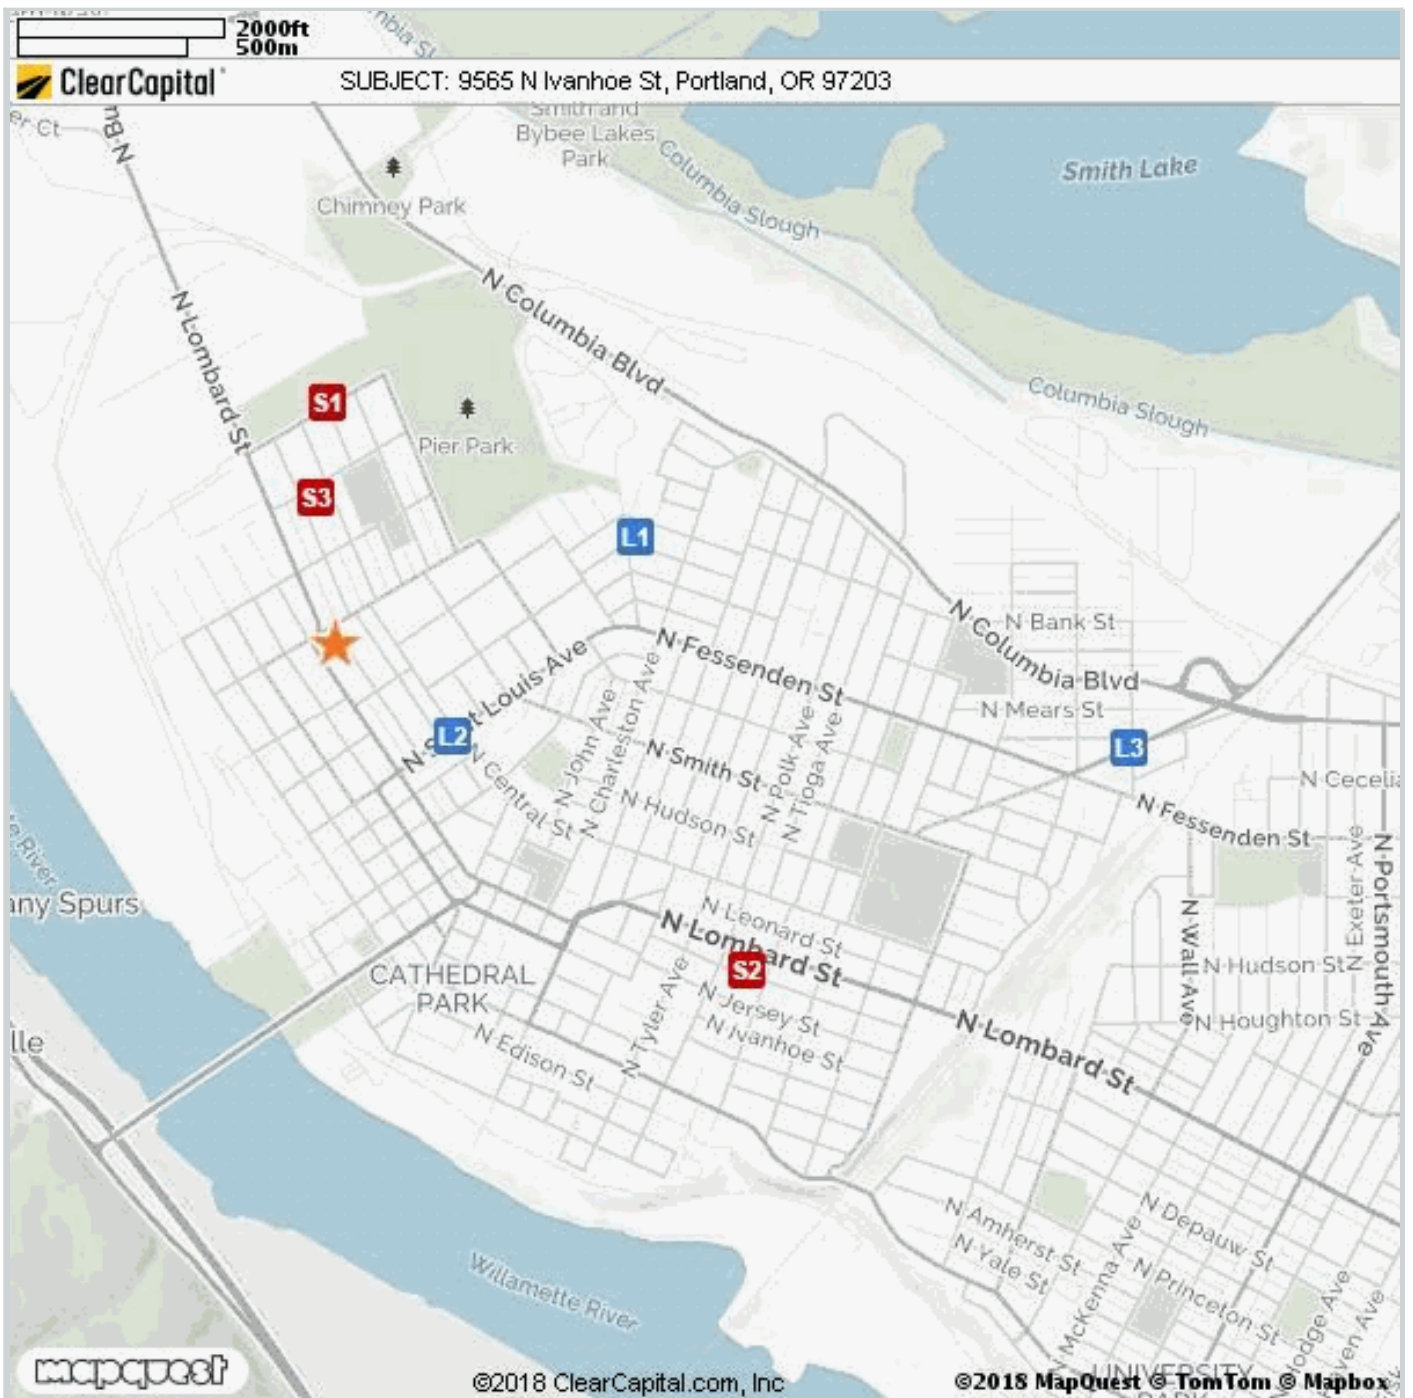 2000ft
500m
ClearCapital
SUBJECT: 9565 N Ivanhoe St, Portland, OR 97203
Smith and
Bybee Lakes
Park
Columbia Slough
Smith Lake
Chimney Park
N Columbia Blvd
N Lombard St
Columbia Slough
S1
Pier Park
S3
L1
N Bank St
N Columbia Blvd
N Fessenden St
N Mears St
L2
L3
N John Ave
N Charleston Ave
N Smith St
N Polk Ave
N Tioga Ave
N Central St
N Hudson St
N Cecelia
N Fessenden St
N Exeter Ave
N Portsmouth Ave
any Spurs
N Leonard St
N Lombard St
N Wall Ave
S2
N Hudson St
CATHEDRAL
PARK
N Tyler Ave
N Jersey St
N Ivanhoe St
N Houghton St
N Edison St
N Lombard St
N Amherst St
N Yale St
N Depauw St
N McKenna Ave
N Princeton St
Willamette River
mapquest
©2018 ClearCapital.com, Inc
©2018 MapQuest © TomTom © Mapbox